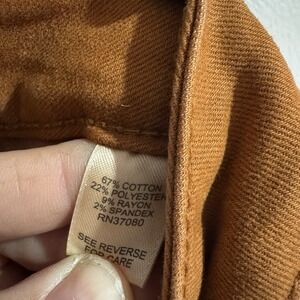 67% COTTON
22% POLYESTER
9% RAYON
2% SPANDEX
RN37080
SEE REVERSE
FOR CARE